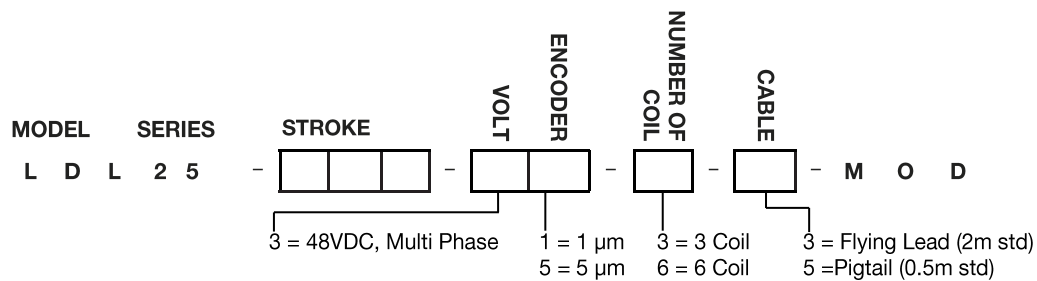 NUMBER OF
COIL
ENCODER
VOLT
CABLE
MODEL SERIES STROKE
L D L 2 5 - - - - - M O D
3 = 48VDC, Multi Phase 1 = 1 µm 3 = 3 Coil 3 = Flying Lead (2m std)
5 = 5 µm 6 = 6 Coil 5 =Pigtail (0.5m std)